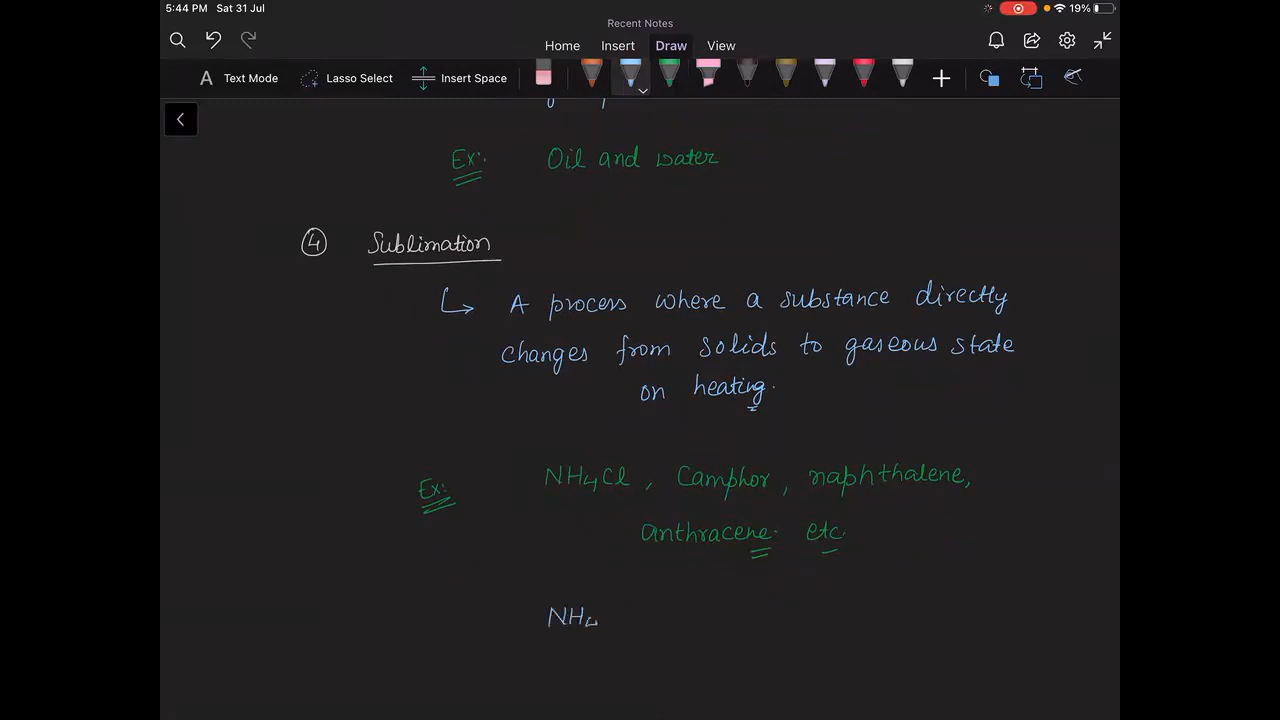 5:44 PM Sat 31 Jul
19%
Recent Notes
Home Insert Draw View
A Text Mode Lasso Select Insert Space
Ex: Oil and water
4 Sublimation
A process where a substance directly
changes from solids to gaseous state
on heating.
Ex: NH4Cl, Camphor, naphthalene,
anthracene. etc.
NH4